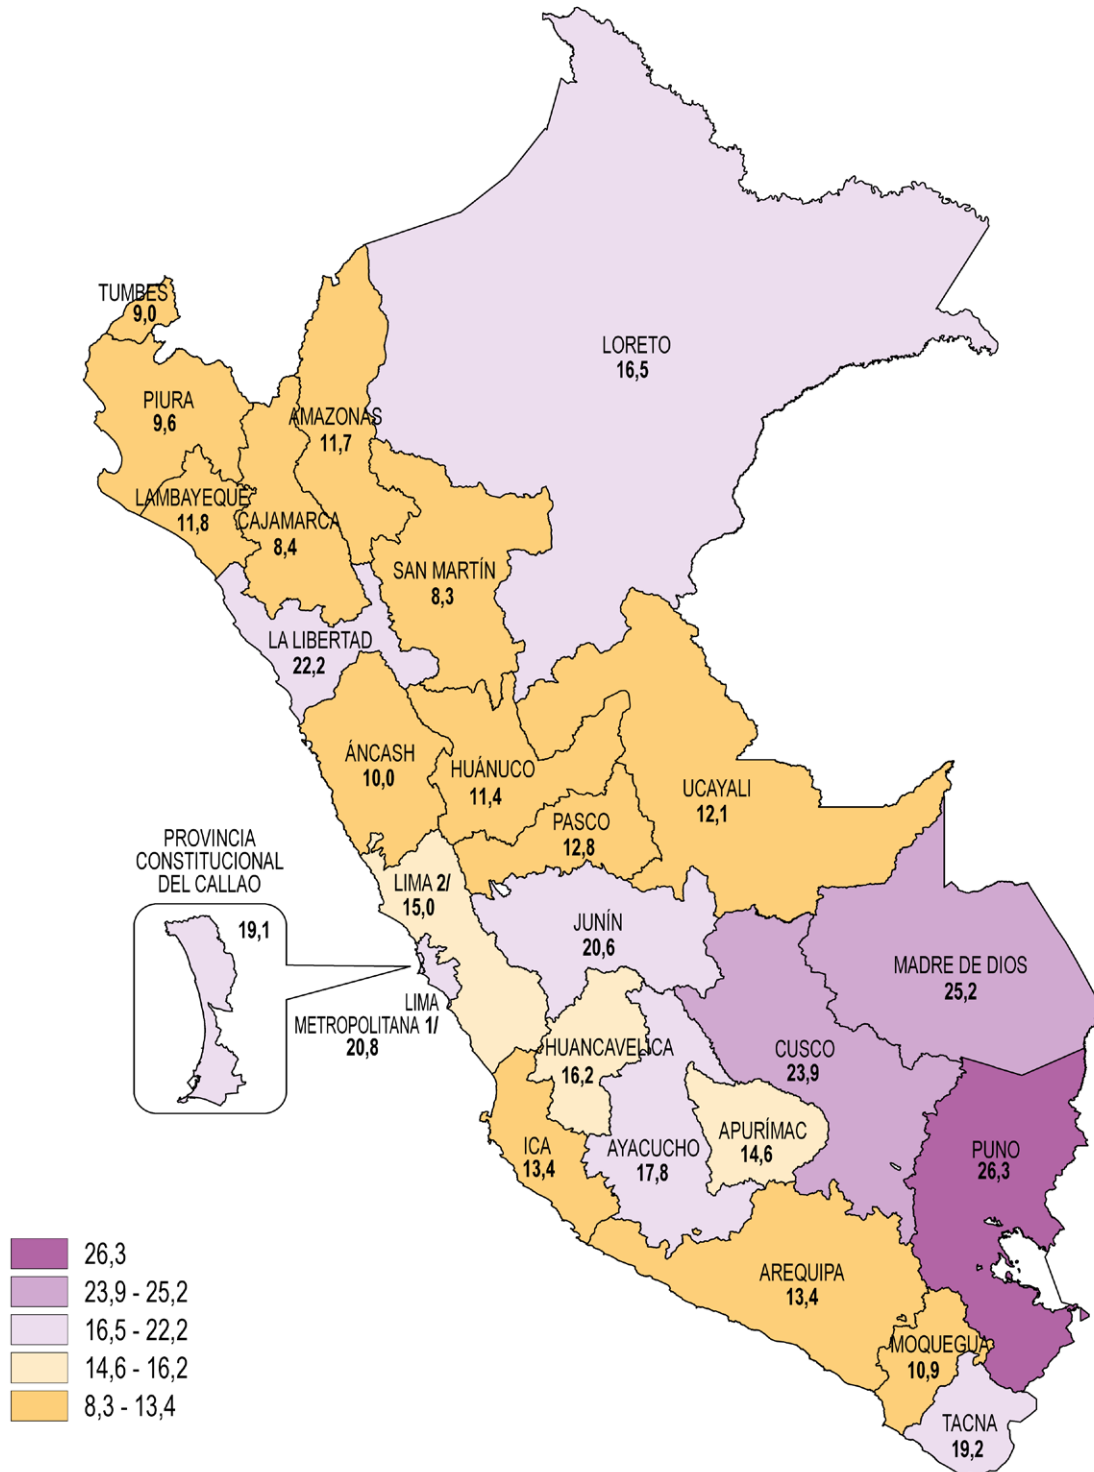 LORETO
16,5
TUMBES
9,0
PIURA
9,6
AMAZONAS
11,7
LAMBAYEQUE
11,8
CAJAMARCA
8,4
SAN MARTÍN
8,3
LA LIBERTAD
22,2
ÁNCASH
10,0
HUÁNUCO
11,4
UCAYALI
12,1
PASCO
12,8
PROVINCIA
CONSTITUCIONAL
DEL CALLAO
19,1
LIMA 2/
15,0
JUNÍN
20,6
MADRE DE DIOS
25,2
LIMA
METROPOLITANA 1/
20,8
HUANCAVELICA
16,2
CUSCO
23,9
ICA
13,4
AYACUCHO
17,8
APURÍMAC
14,6
PUNO
26,3
AREQUIPA
13,4
MOQUEGUA
10,9
TACNA
19,2
26,3
23,9 - 25,2
16,5 - 22,2
14,6 - 16,2
8,3 - 13,4